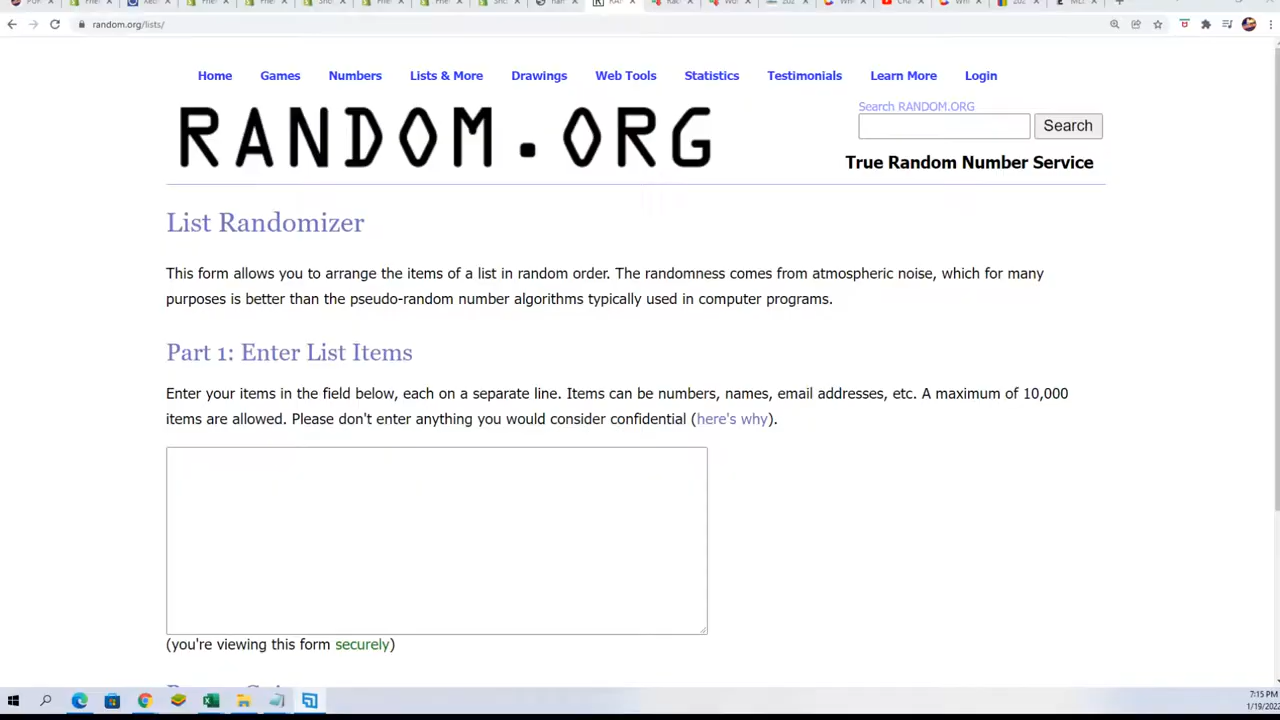 random.org/lists/
Home Games Numbers Lists & More Drawings Web Tools Statistics Testimonials Learn More Login
RANDOM.ORG
Search RANDOM.ORG
Search
True Random Number Service
List Randomizer
This form allows you to arrange the items of a list in random order. The randomness comes from atmospheric noise, which for many
purposes is better than the pseudo-random number algorithms typically used in computer programs.
Part 1: Enter List Items
Enter your items in the field below, each on a separate line. Items can be numbers, names, email addresses, etc. A maximum of 10,000
items are allowed. Please don't enter anything you would consider confidential (here's why).
(you're viewing this form securely)
7:15 PM